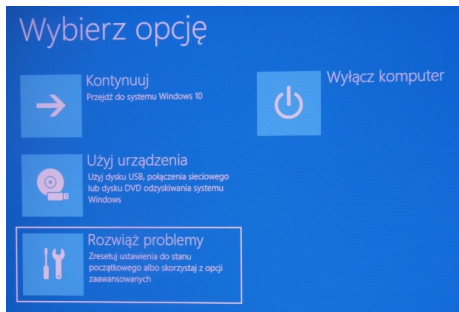 Wybierz opcję
Kontynuuj
Przejdź do systemu Windows 10
Wyłącz komputer
Użyj urządzenia
Użyj dysku USB, połączenia sieciowego
lub dysku DVD odzyskiwania systemu
Windows
Rozwiąż problemy
Zresetuj ustawienia do stanu
początkowego albo skorzystaj z opcji
zaawansowanych